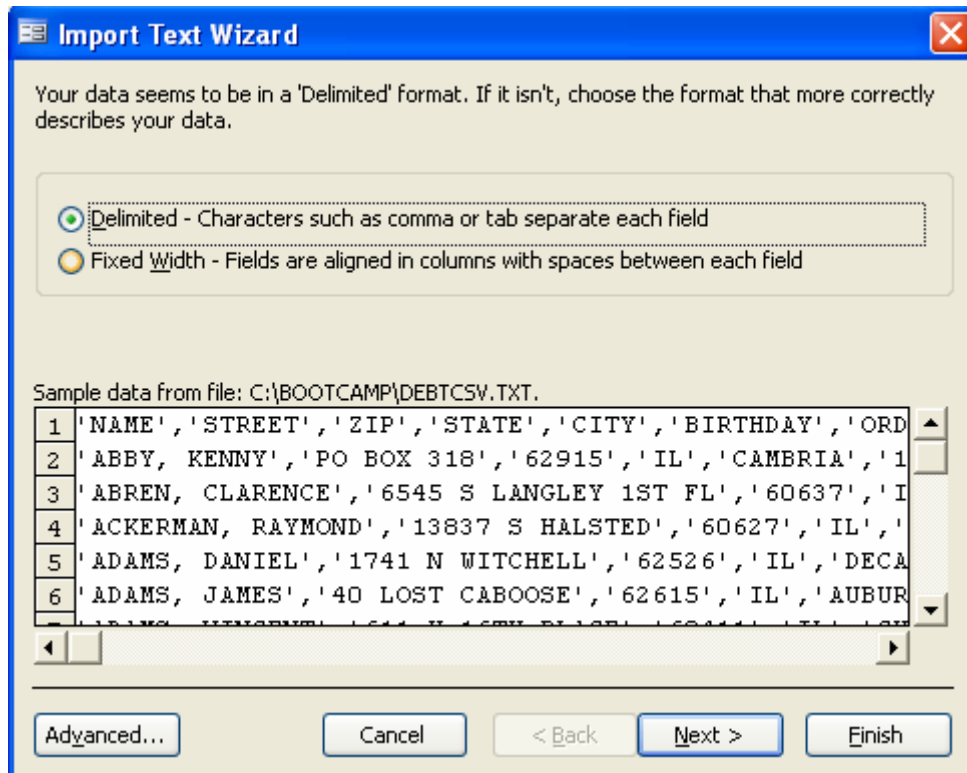 Import Text Wizard
Your data seems to be in a 'Delimited' format. If it isn't, choose the format that more correctly
describes your data.
Delimited - Characters such as comma or tab separate each field
Fixed Width - Fields are aligned in columns with spaces between each field
Sample data from file: C:\BOOTCAMP\DEBTCSV.TXT.
1 'NAME','STREET','ZIP','STATE','CITY','BIRTHDAY','ORD
2 'ABBY, KENNY','PO BOX 318','62915','IL','CAMBRIA','1
3 'ABREN, CLARENCE','6545 S LANGLEY 1ST FL','60637','I
4 'ACKERMAN, RAYMOND','13837 S HALSTED','60627','IL','
5 'ADAMS, DANIEL','1741 N WITCHELL','62526','IL','DECA
6 'ADAMS, JAMES','40 LOST CABOOSE','62615','IL','AUBUR
Advanced... Cancel < Back Next > Finish